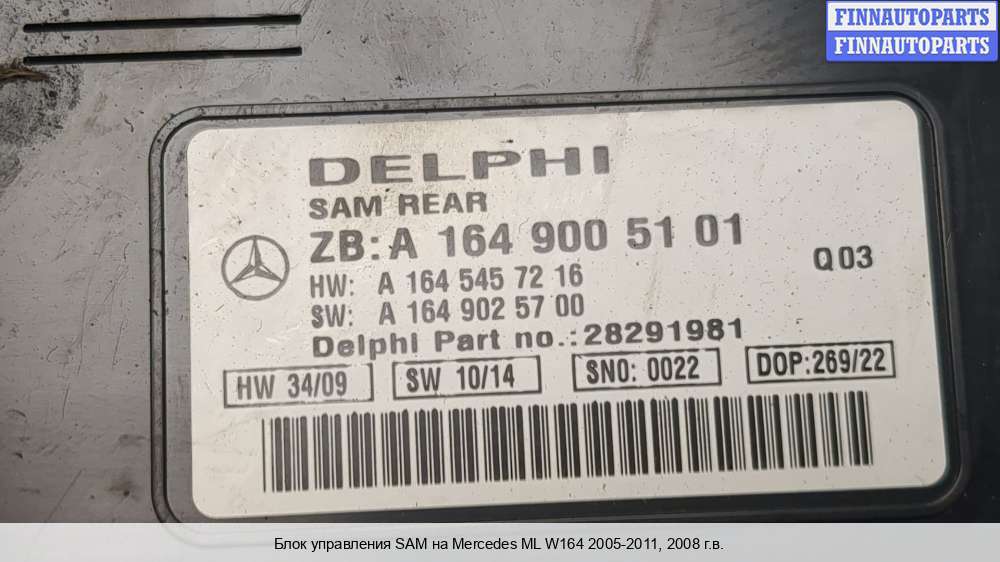 FINNAUTOPARTS
FINNAUTOPARTS
DELPHI
SAM REAR
ZB: A 164 900 51 01
Q 03
HW: A 164 545 72 16
SW: A 164 902 57 00
Delphi Part no.:28291981
HW 34/09 SW 10/14 SNO: 0022 DOP:269/22
Блок управления SAM на Mercedes ML W164 2005-2011, 2008 г.в.